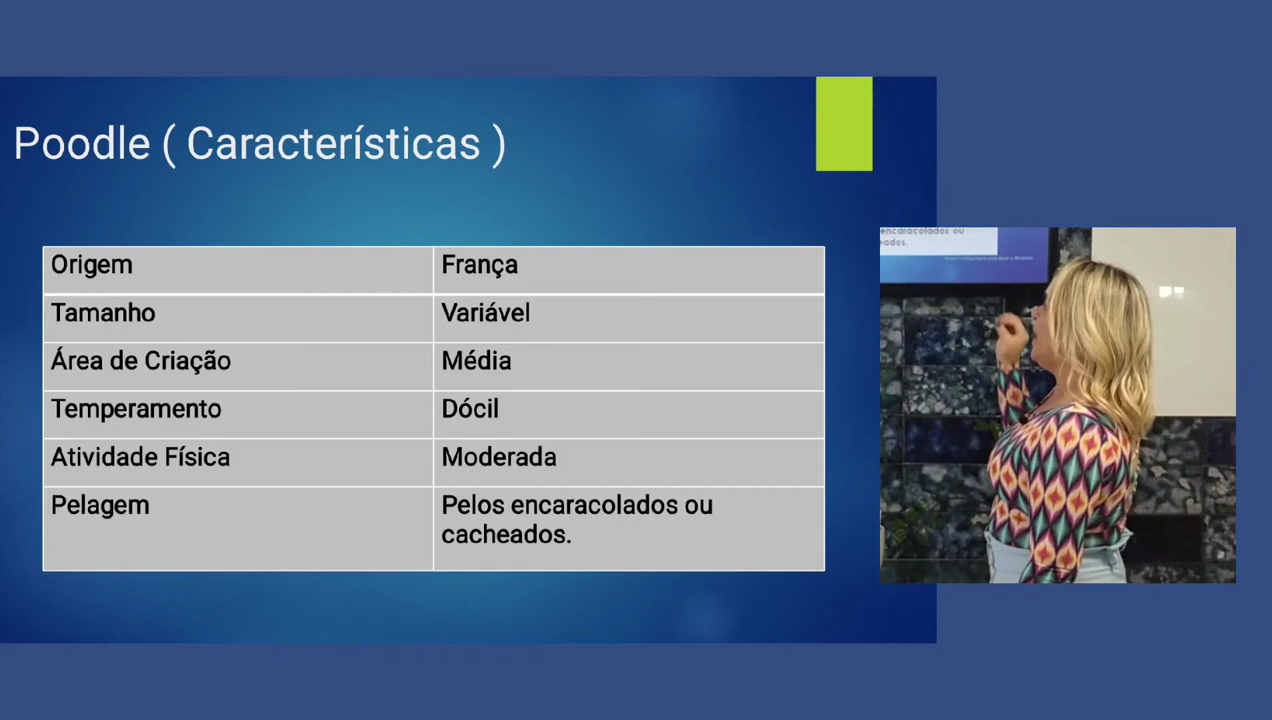 Poodle ( Características )
Origem
França
Tamanho
Variável
Área de Criação
Média
Temperamento
Dócil
Atividade Física
Moderada
Pelagem
Pelos encaracolados ou
cacheados.
encaracolados ou
eados.